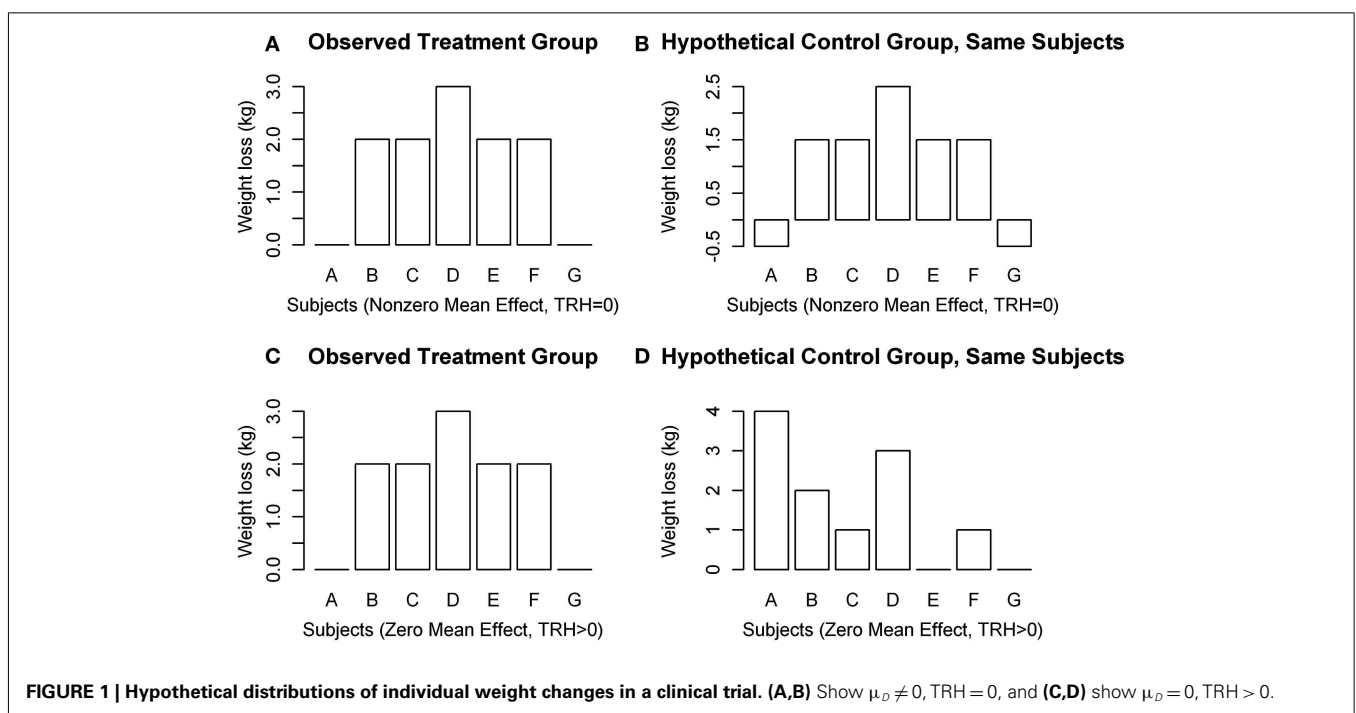 A Observed Treatment Group
Weight loss (kg)
3.0
2.0
1.0
0.0
A B C D E F G
Subjects (Nonzero Mean Effect, TRH=0)
B Hypothetical Control Group, Same Subjects
Weight loss (kg)
2.5
1.5
0.5
-0.5
A B C D E F G
Subjects (Nonzero Mean Effect, TRH=0)
C Observed Treatment Group
Weight loss (kg)
3.0
2.0
1.0
0.0
A B C D E F G
Subjects (Zero Mean Effect, TRH>0)
D Hypothetical Control Group, Same Subjects
Weight loss (kg)
4
3
2
1
0
A B C D E F G
Subjects (Zero Mean Effect, TRH>0)
FIGURE 1 | Hypothetical distributions of individual weight changes in a clinical trial. (A,B) Show μD ≠ 0, TRH = 0, and (C,D) show μD = 0, TRH > 0.